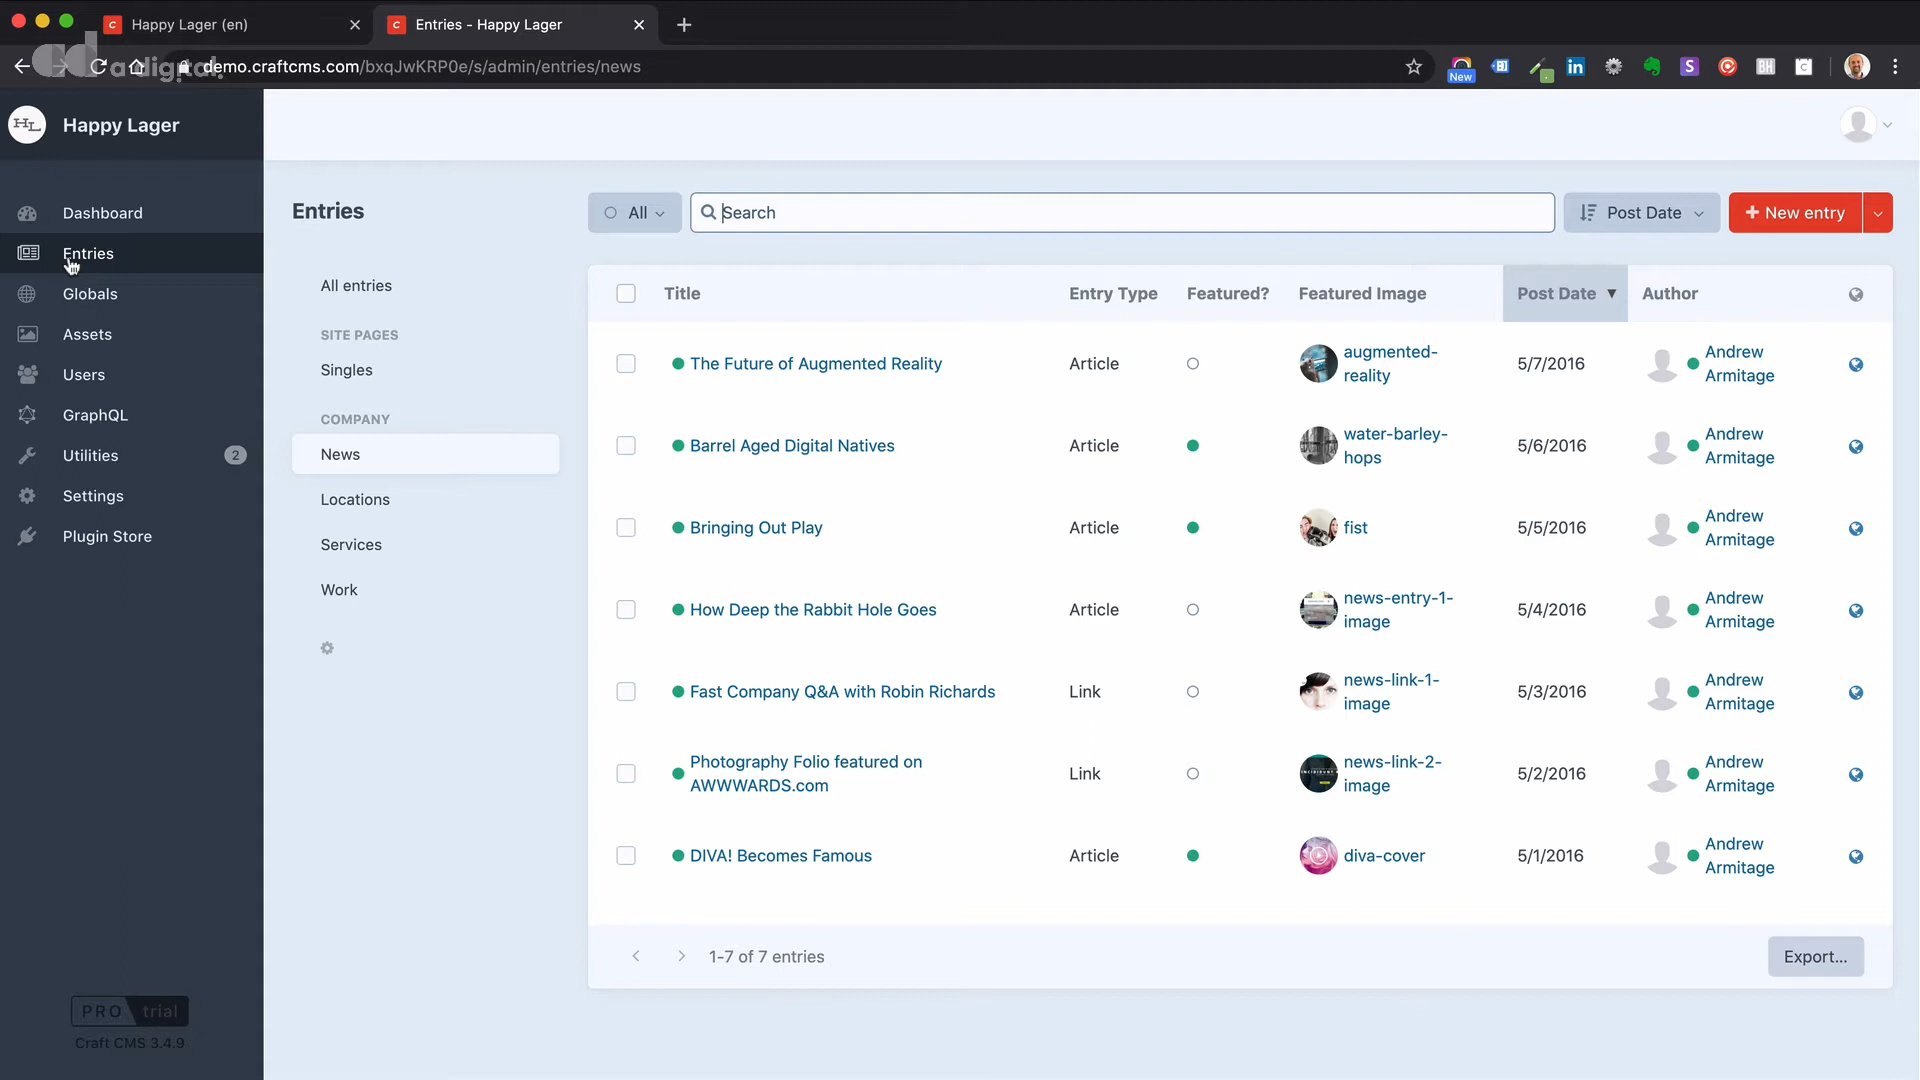 Happy Lager (en)
Entries - Happy Lager
adigital
demo.craftcms.com/bxqJwKRP0e/s/admin/entries/news
New
HL
Happy Lager
Dashboard
Entries
Globals
Assets
Users
GraphQL
Utilities 2
Settings
Plugin Store
PRO trial
Craft CMS 3.4.9
Entries
All entries
SITE PAGES
Singles
COMPANY
News
Locations
Services
Work
All
Search
Post Date
New entry
Title Entry Type Featured? Featured Image Post Date Author
The Future of Augmented Reality Article augmented-
reality 5/7/2016 Andrew
Armitage
Barrel Aged Digital Natives Article water-barley-
hops 5/6/2016 Andrew
Armitage
Bringing Out Play Article fist 5/5/2016 Andrew
Armitage
How Deep the Rabbit Hole Goes Article news-entry-1-
image 5/4/2016 Andrew
Armitage
Fast Company Q&A with Robin Richards Link news-link-1-
image 5/3/2016 Andrew
Armitage
Photography Folio featured on
AWWWARDS.com Link news-link-2-
image 5/2/2016 Andrew
Armitage
DIVA! Becomes Famous Article diva-cover 5/1/2016 Andrew
Armitage
1-7 of 7 entries
Export...